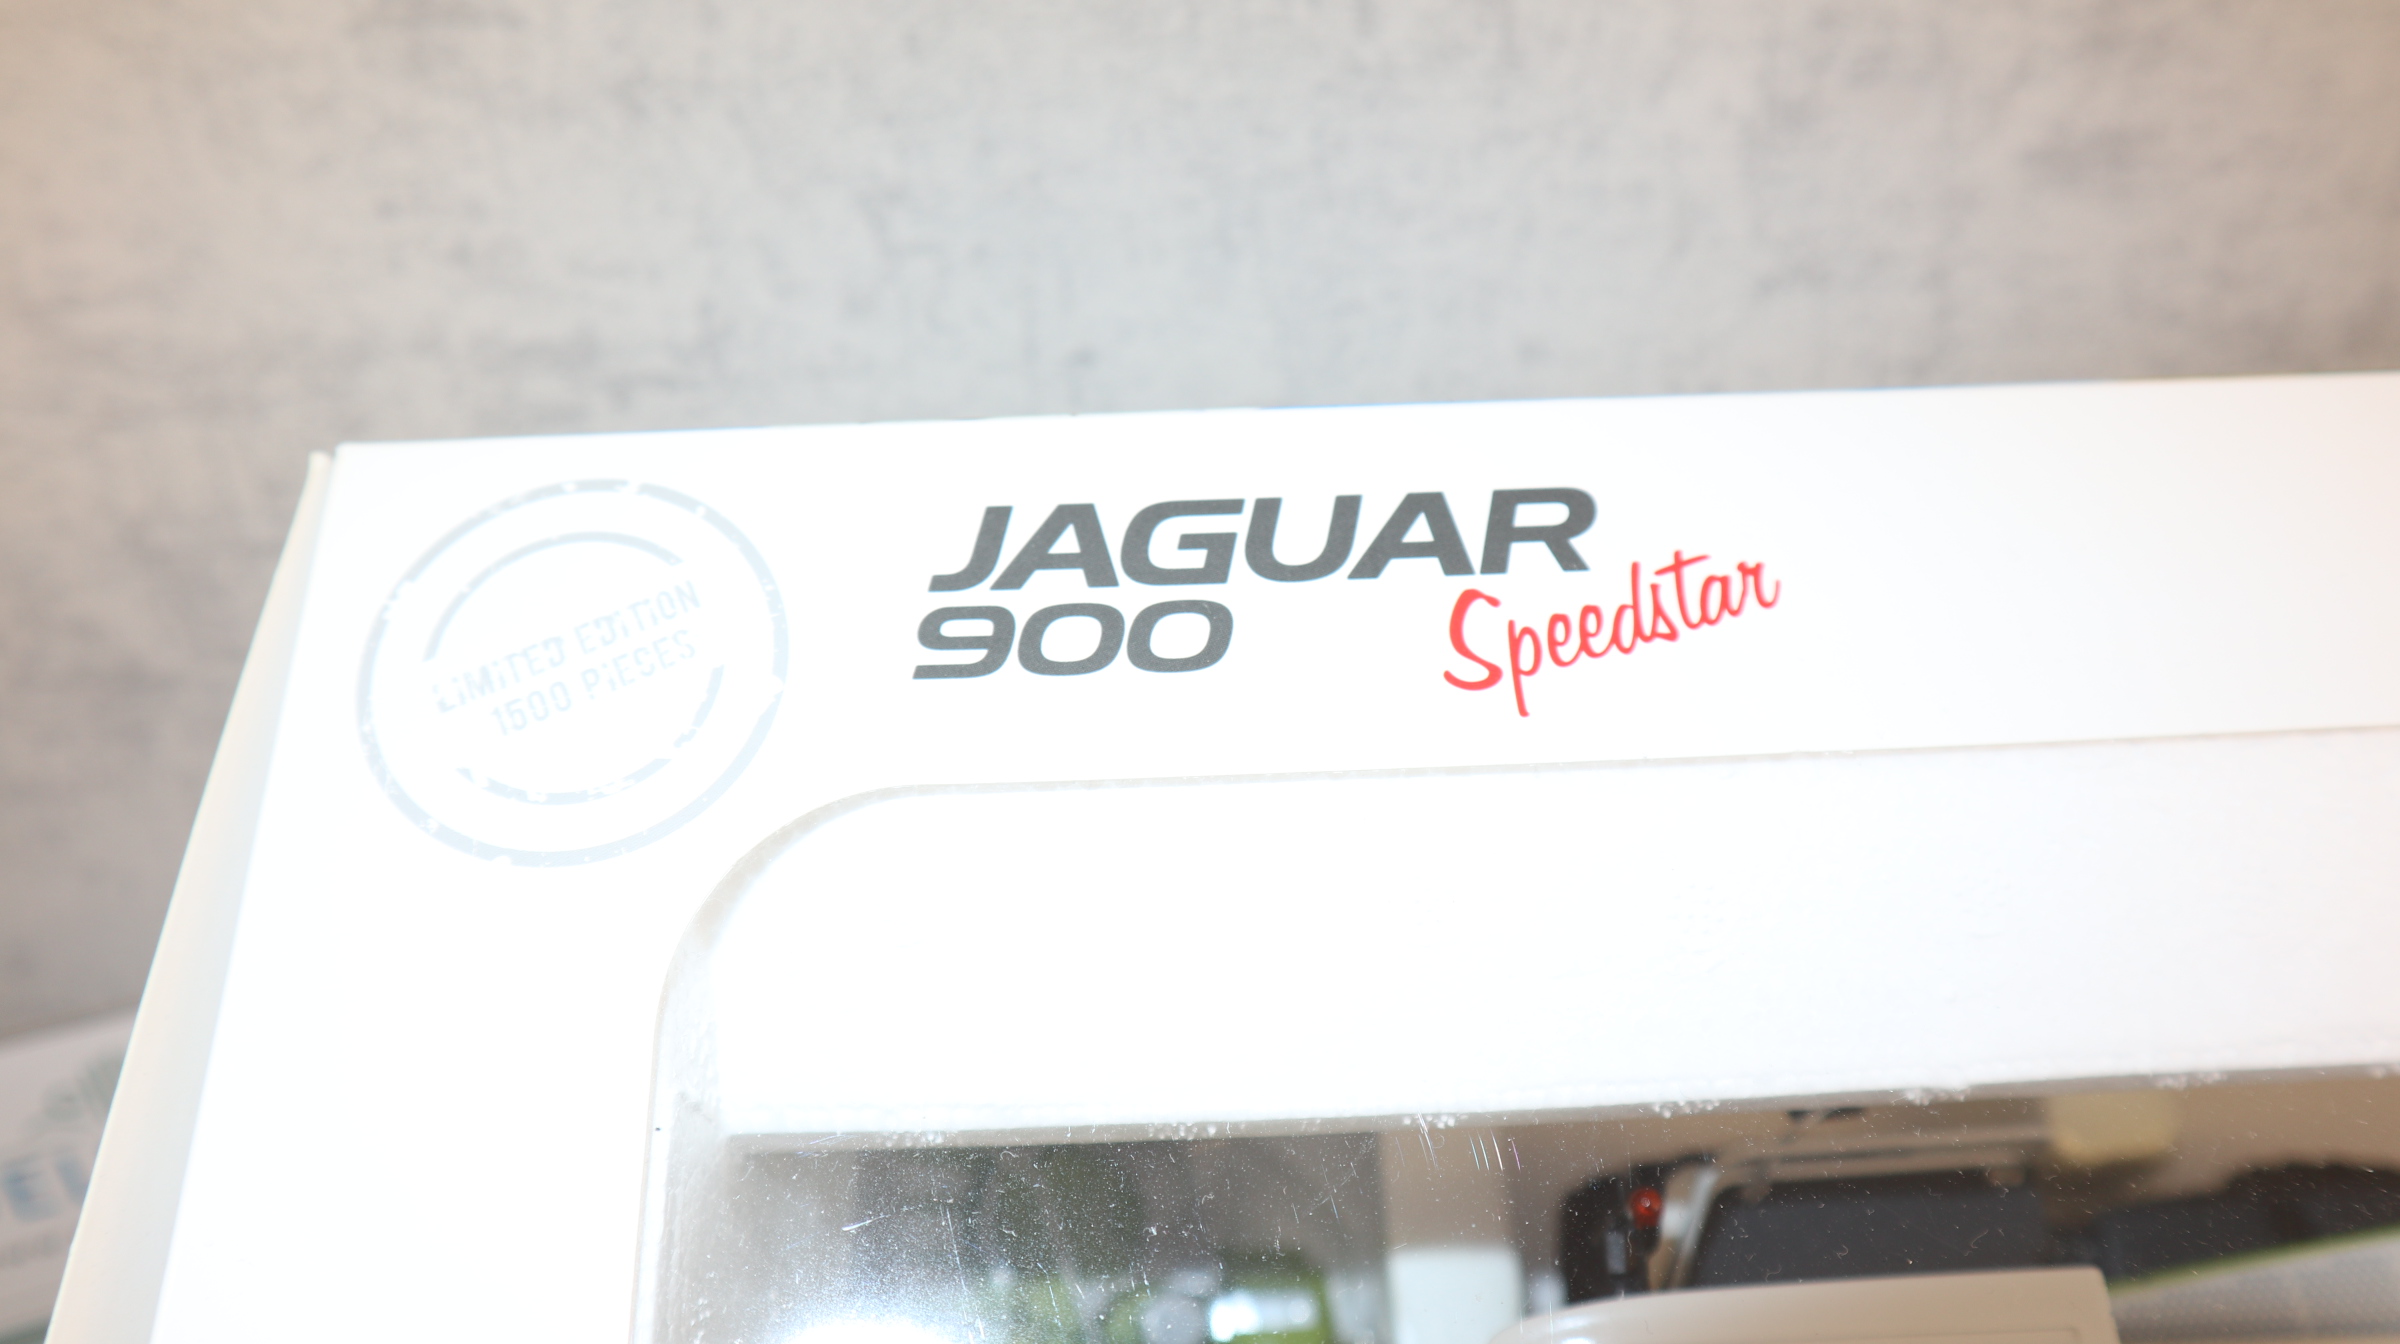 LIMITED EDITION
1500 PIECES
JAGUAR
900
Speedstar